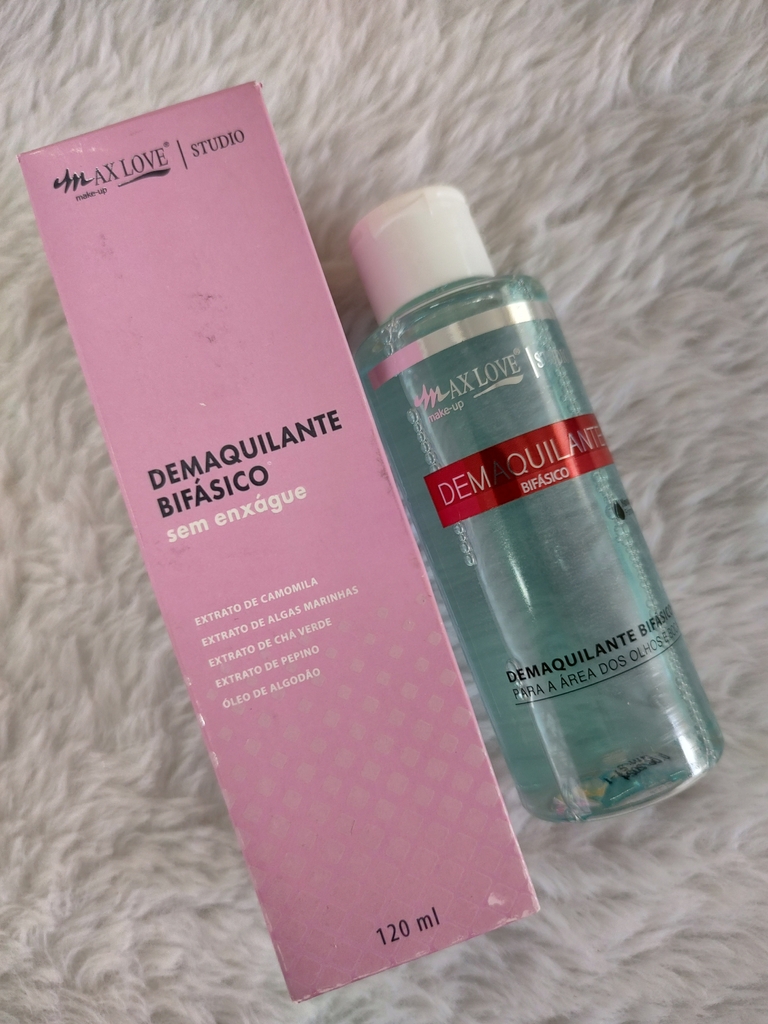 MAX LOVE® | STUDIO
make-up
DEMAQUILANTE
BIFÁSICO
sem enxágue
EXTRATO DE CAMOMILA
EXTRATO DE ALGAS MARINHAS
EXTRATO DE CHÁ VERDE
EXTRATO DE PEPINO
ÓLEO DE ALGODÃO
120 ml
MAX LOVE® |
make-up
DEMAQUILANTE
BIFÁSICO
DEMAQUILANTE BIFÁSICO
PARA A ÁREA DOS OLHOS E